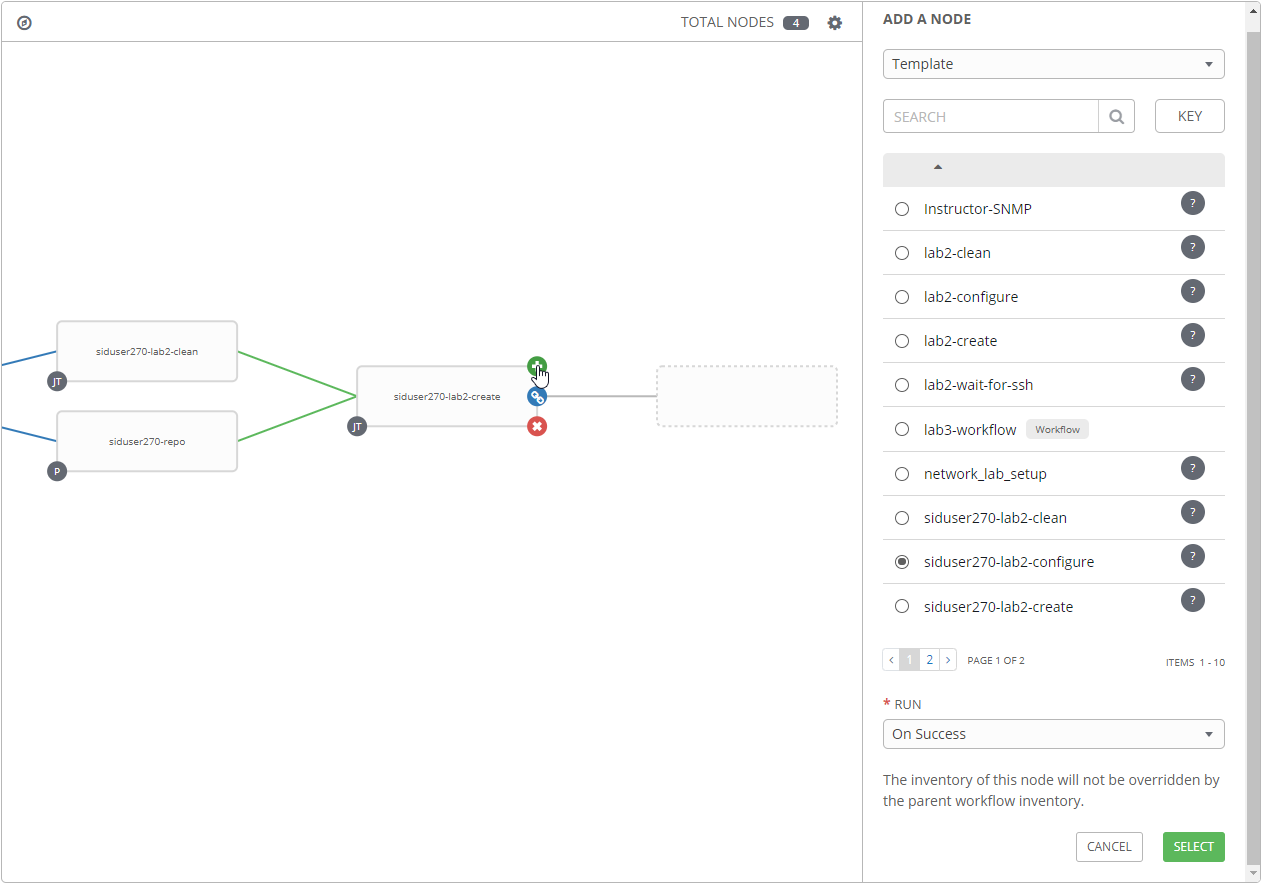 TOTAL NODES 4
siduser270-lab2-clean
JT
siduser270-repo
P
siduser270-lab2-create
JT
ADD A NODE
Template
SEARCH
KEY
Instructor-SNMP ?
lab2-clean ?
lab2-configure ?
lab2-create ?
lab2-wait-for-ssh ?
lab3-workflow Workflow
network_lab_setup ?
siduser270-lab2-clean ?
siduser270-lab2-configure ?
siduser270-lab2-create ?
< 1 2 > PAGE 1 OF 2 ITEMS 1 - 10
* RUN
On Success
The inventory of this node will not be overridden by
the parent workflow inventory.
CANCEL SELECT